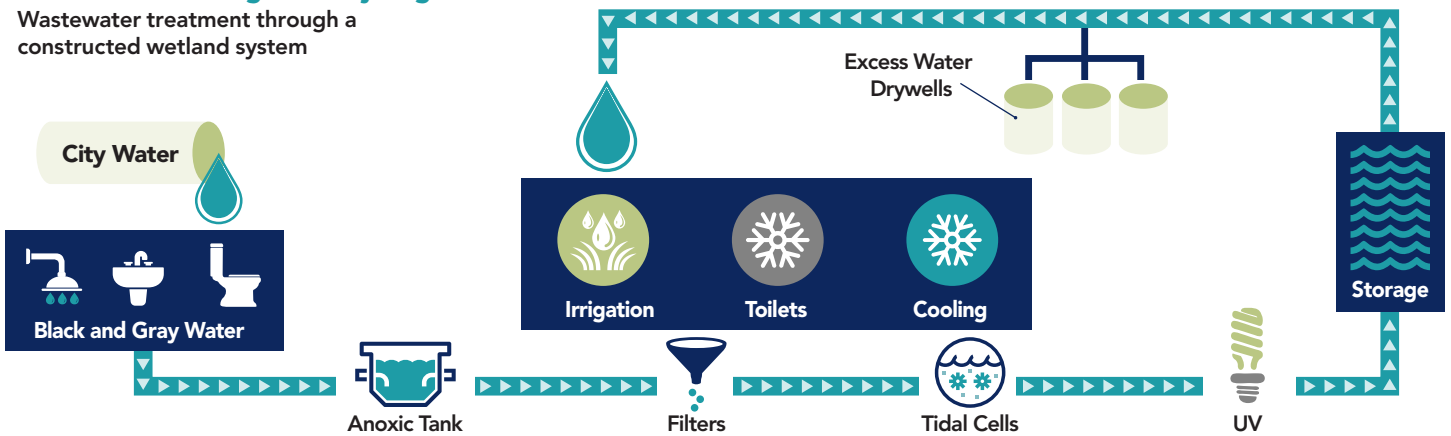 Wastewater treatment through a
constructed wetland system
Excess Water
Drywells
City Water
Irrigation
Toilets
Cooling
Storage
Black and Gray Water
Anoxic Tank
Filters
Tidal Cells
UV